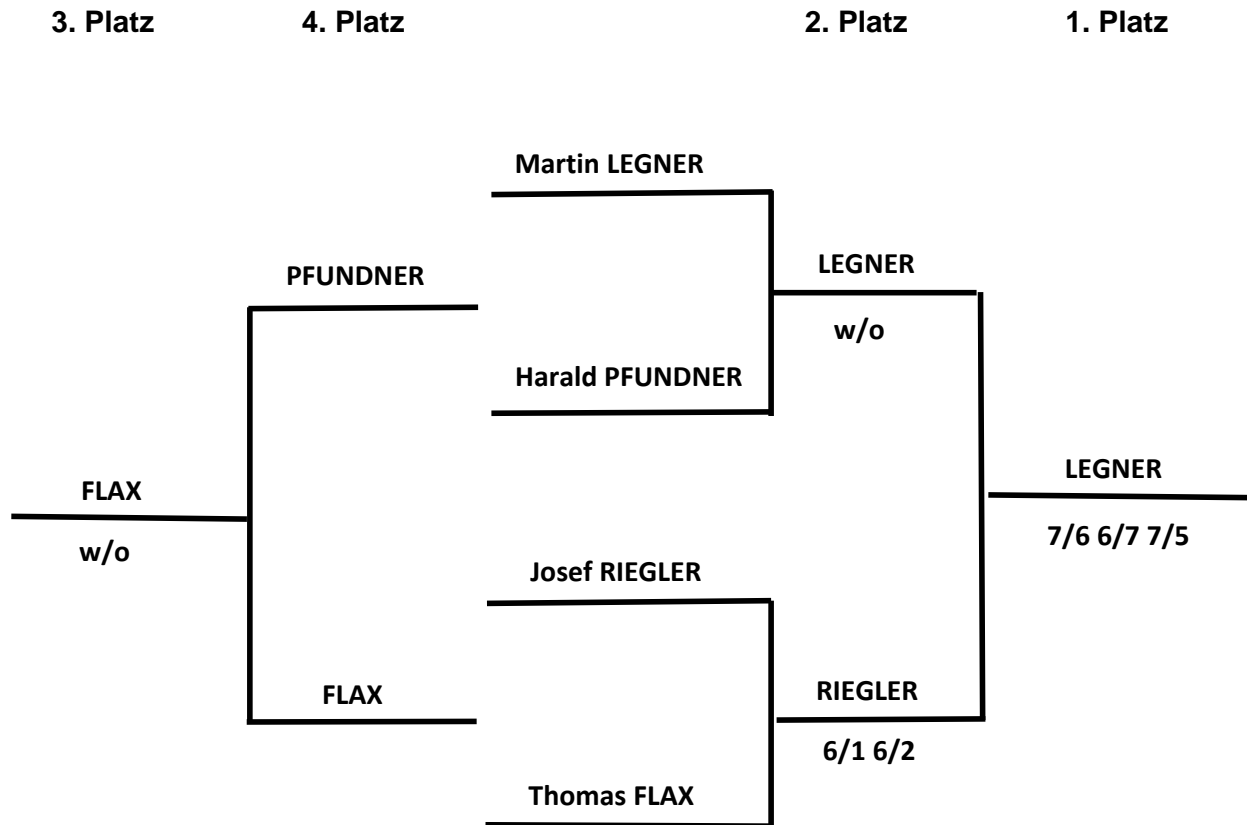 3. Platz 4. Platz 2. Platz 1. Platz
Martin LEGNER
PFUNDNER LEGNER
w/o
Harald PFUNDNER
FLAX LEGNER
w/o 7/6 6/7 7/5
Josef RIEGLER
FLAX RIEGLER
6/1 6/2
Thomas FLAX